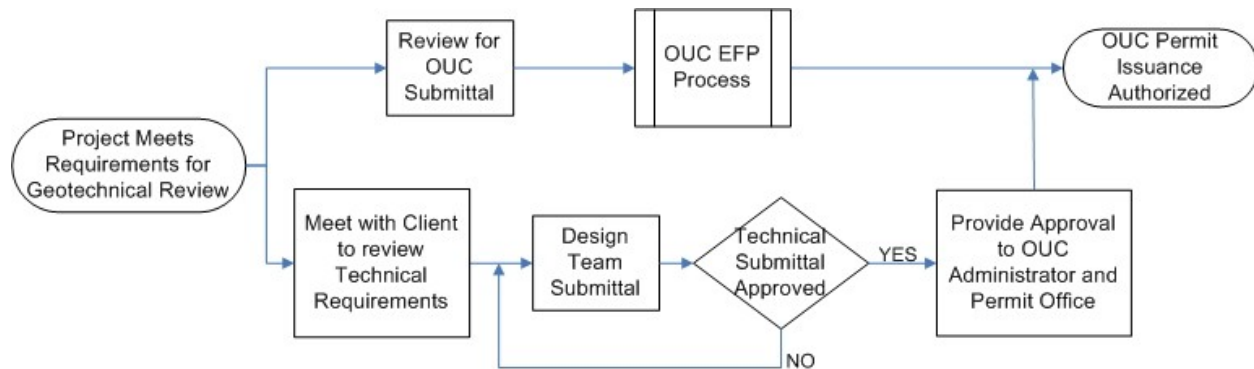 Project Meets
Requirements for
Geotechnical Review
Review for
OUC
Submittal
OUC EFP
Process
OUC Permit
Issuance
Authorized
Meet with Client
to review
Technical
Requirements
Design
Team
Submittal
Technical
Submittal
Approved
YES
NO
Provide Approval
to OUC
Administrator and
Permit Office